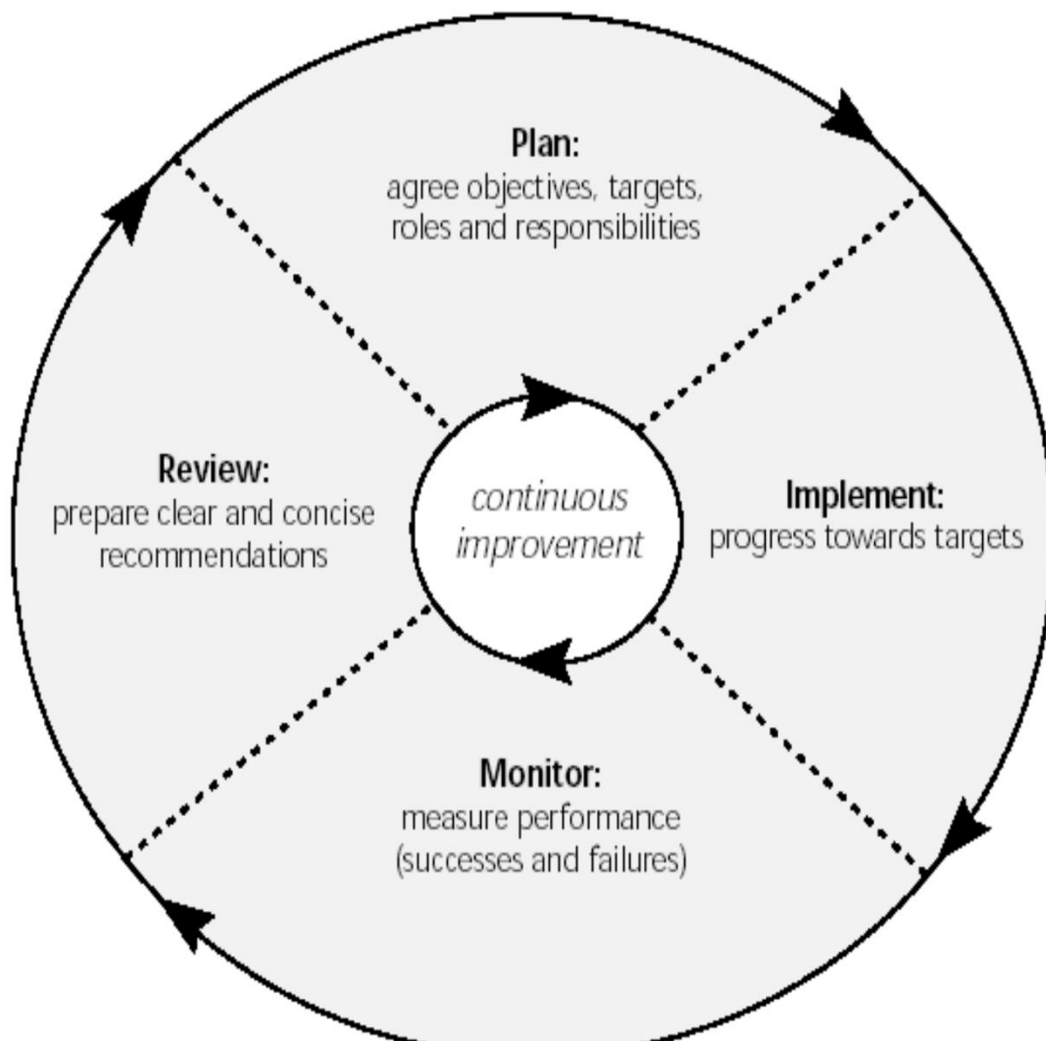 Plan:
agree objectives, targets,
roles and responsibilities
Implement:
progress towards targets
Monitor:
measure performance
(successes and failures)
Review:
prepare clear and concise
recommendations
continuous
improvement